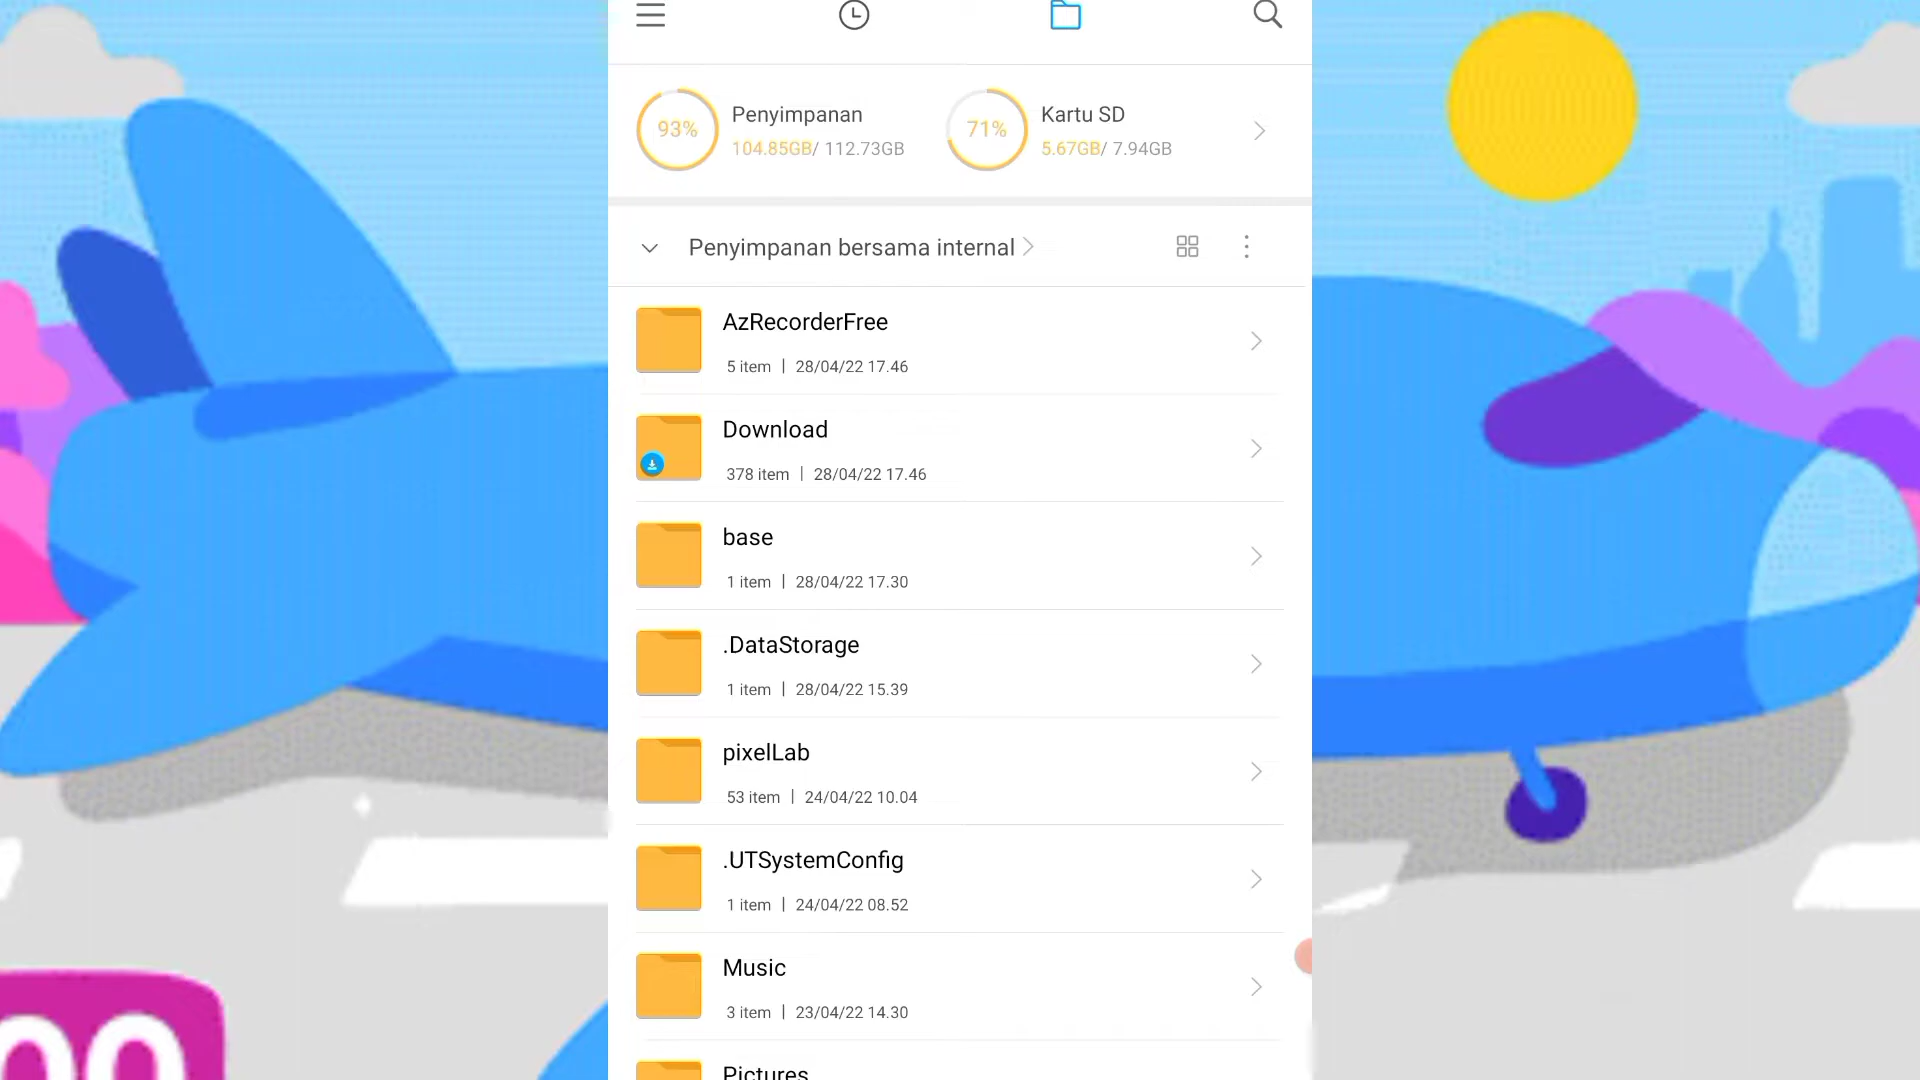 93%
Penyimpanan
104.85GB/ 112.73GB
71%
Kartu SD
5.67GB/ 7.94GB
Penyimpanan bersama internal
AzRecorderFree
5 item | 28/04/22 17.46
Download
378 item | 28/04/22 17.46
base
1 item | 28/04/22 17.30
.DataStorage
1 item | 28/04/22 15.39
pixelLab
53 item | 24/04/22 10.04
.UTSystemConfig
1 item | 24/04/22 08.52
Music
3 item | 23/04/22 14.30
Pictures
00